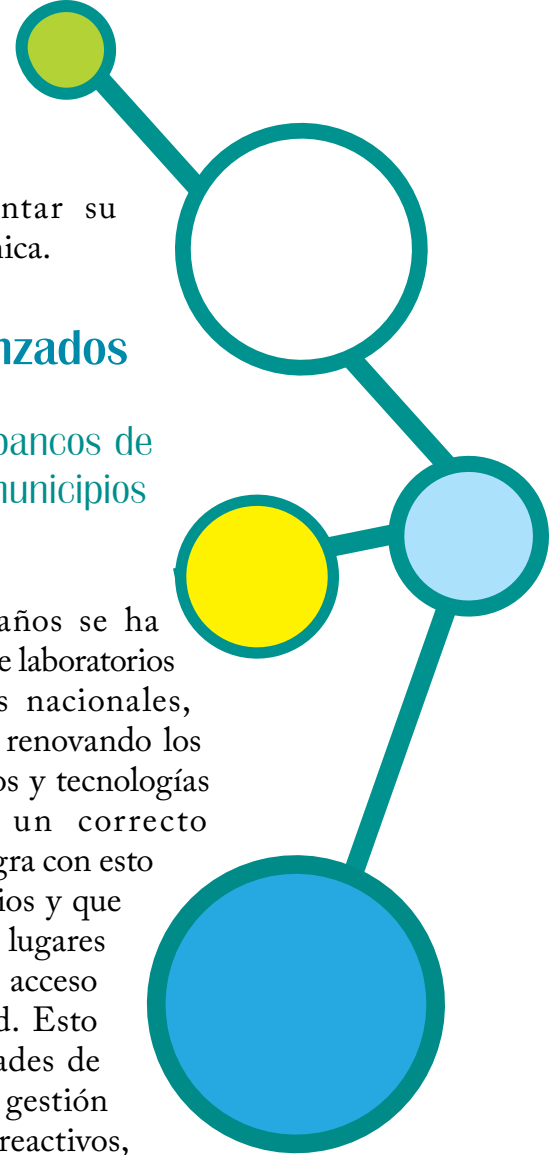 ntar su
ica.
nzados
bancos de
municipios
años se ha
e laboratorios
s nacionales,
renovando los
os y tecnologías
un correcto
gra con esto
ios y que
lugares
acceso
d. Esto
ades de
gestión
reactivos,